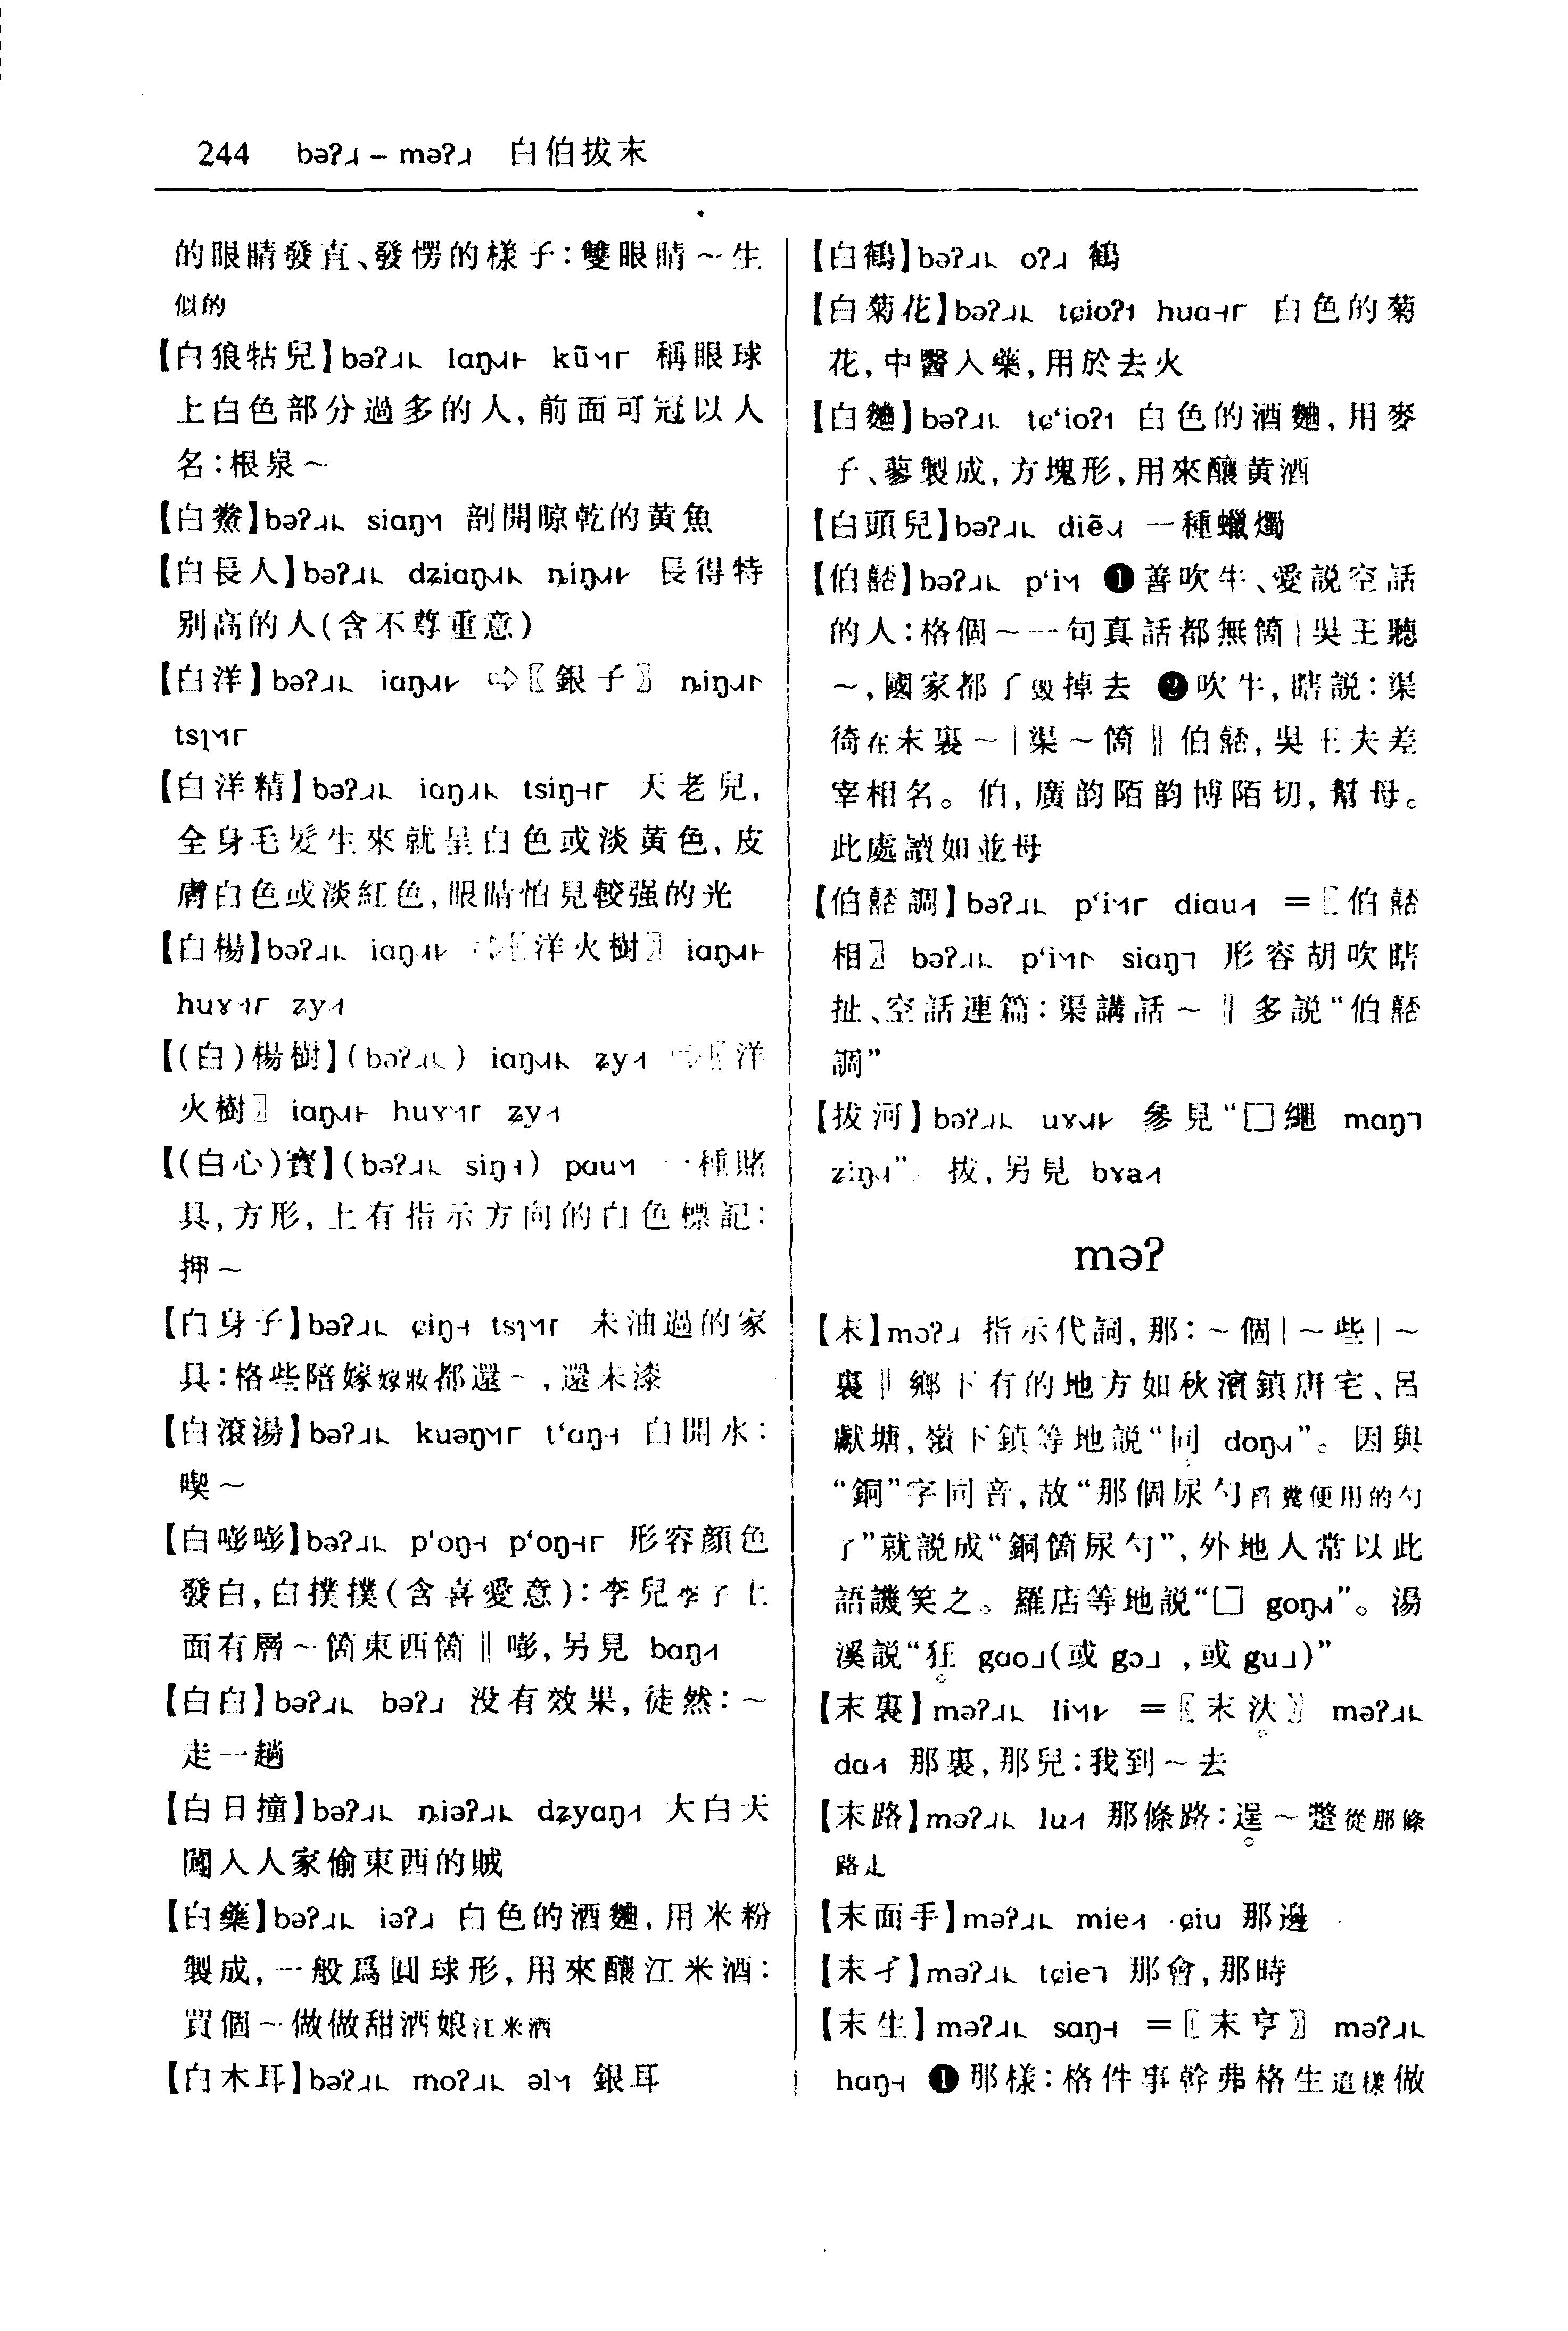 244 bəʔ˩˨ – məʔ˩˨ 白伯拔末
的眼睛發直、發愣的樣子：雙眼睛～生
似的
【白狼牯兒】bəʔ laŋ kũ 稱眼球
上白色部分過多的人，前面可冠以人
名：根泉～
【白鯗】bəʔ siaŋ 剖開晾乾的黄魚
【白長人】bəʔ dʑiaŋ ȵiŋ 長得特
别高的人（含不尊重意）
【白洋】bəʔ iaŋ ⇨〖銀子〗 ȵiŋ
tsɿ
【白洋精】bəʔ iaŋ tsiŋ 天老兒，
全身毛髮生來就呈白色或淡黄色，皮
膚白色或淡紅色，眼睛怕見較强的光
【白楊】bəʔ iaŋ ⇨〖洋火樹〗 iaŋ
huɤ ʑy
【（白）楊樹】（bəʔ） iaŋ ʑy ⇨〖洋
火樹〗 iaŋ huɤ ʑy
【（白心）寶】（bəʔ siŋ） pau 一種賭
具，方形，上有指示方向的白色標記：
押～
【白身子】bəʔ ɕiŋ tsɿ 未油過的家
具：格些陪嫁嫁妝都還～，還未漆
【白滾湯】bəʔ kuəŋ t‘aŋ 白開水：
喫～
【白嘭嘭】bəʔ p‘oŋ p‘oŋ 形容顔色
發白，白撲撲（含喜愛意）：李兒李子上
面有層～箇東西箇‖嘭，另見 baŋ
【白白】bəʔ bəʔ 没有效果，徒然：～
走一趟
【白日撞】bəʔ ȵiəʔ dʑyaŋ 大白天
闖入人家偷東西的賊
【白藥】bəʔ iəʔ 白色的酒麯，用米粉
製成，一般爲圓球形，用來釀江米酒：
買個～做做甜酒娘江米酒
【白木耳】bəʔ moʔ əl 銀耳
【白鶴】bəʔ oʔ 鶴
【白菊花】bəʔ tɕioʔ hua 白色的菊
花，中醫入藥，用於去火
【白麯】bəʔ tɕ‘ioʔ 白色的酒麯，用麥
子、蓼製成，方塊形，用來釀黄酒
【白頭兒】bəʔ diẽ 一種蠟燭
【伯嚭】bəʔ p‘i ❶善吹牛、愛説空話
的人：格個～一句真話都無箇|吳王聽
～，國家都了毁掉去 ❷吹牛，瞎説：渠
徛在末裏～|渠～箇‖伯嚭，吳王夫差
宰相名。伯，廣韵陌韵博陌切，幫母。
此處讀如並母
【伯嚭調】bəʔ p‘i diau ＝〖伯嚭
相〗 bəʔ p‘i siaŋ 形容胡吹瞎
扯、空話連篇：渠講話～‖多説“伯嚭
調”
【拔河】bəʔ uɤ 參見“□繩 maŋ
ʑiŋ”。拔，另見 bɤa
məʔ
【末】məʔ 指示代詞，那：～個|～些|～
裏‖鄉下有的地方如秋濱鎮唐宅、吕
獻塘，嶺下鎮等地説“同 doŋ”。因與
“銅”字同音，故“那個尿勺舀糞便用的勺
子”就説成“銅箇尿勺”，外地人常以此
語譏笑之。羅店等地説“□ goŋ”。湯
溪説“狂 gao（或 gɔ，或 gu）”
【末裏】məʔ li ＝〖末汏〗 məʔ
da 那裏，那兒：我到～去
【末路】məʔ lu 那條路：逞～蹩從那條
路走
【末面手】məʔ mie ·ɕiu 那邊
【末孑】məʔ tɕie 那會，那時
【末生】məʔ saŋ ＝〖末亨〗 məʔ
haŋ ❶那樣：格件事幹弗格生這樣做